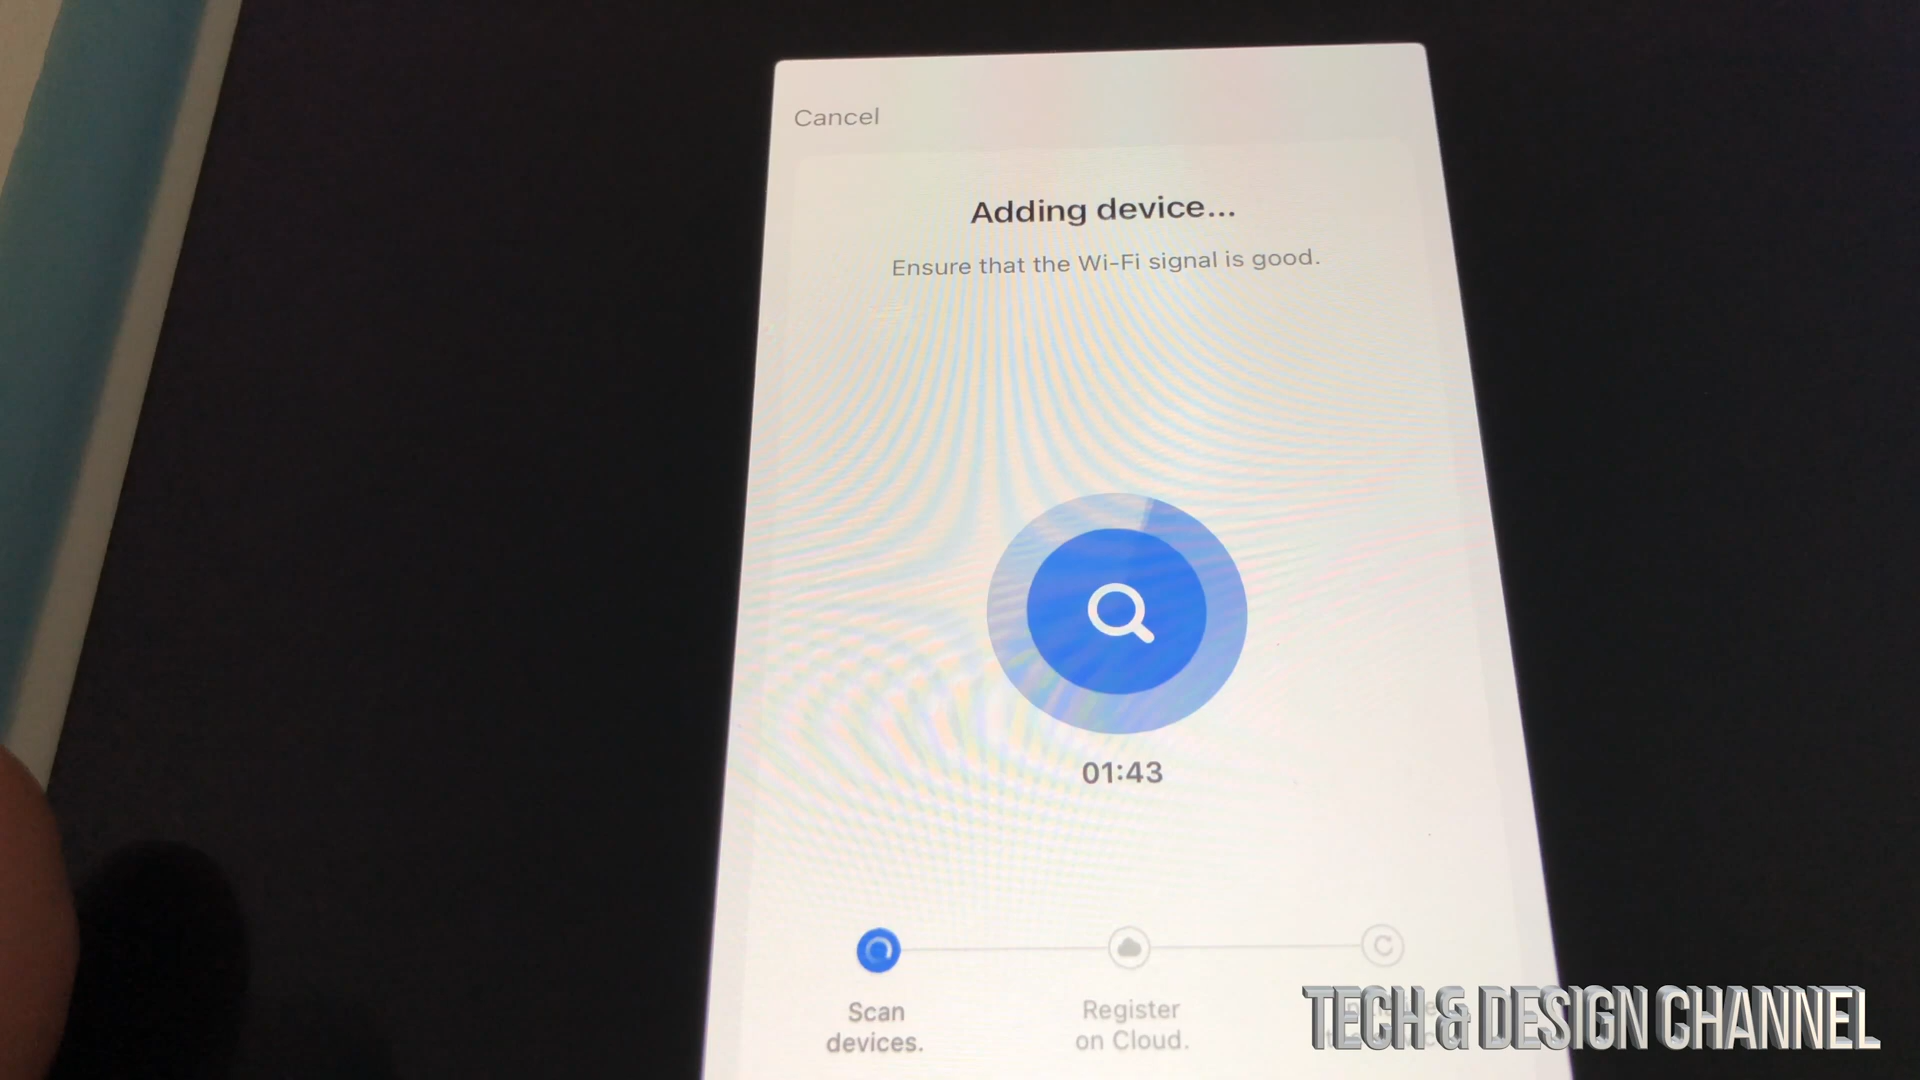 Cancel
Adding device...
Ensure that the Wi-Fi signal is good.
01:43
Scan
devices.
Register
on Cloud.
TECH & DESIGN CHANNEL